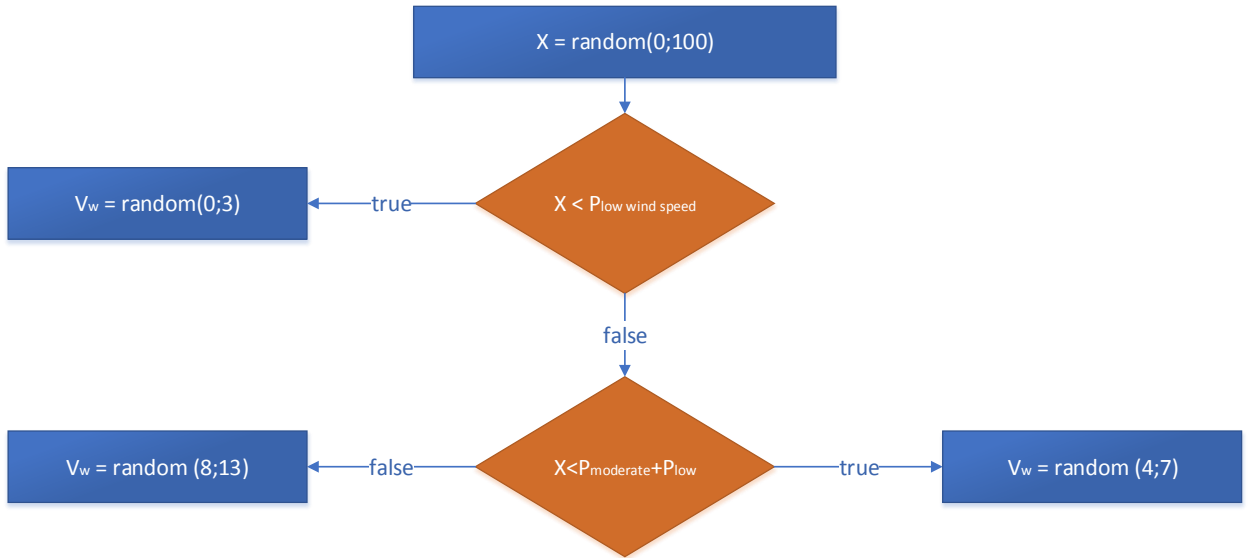 X = random(0;100)
Vw = random(0;3)
true
X < Plow wind speed
false
Vw = random (8;13)
false
X<Pmoderate+Plow
true
Vw = random (4;7)